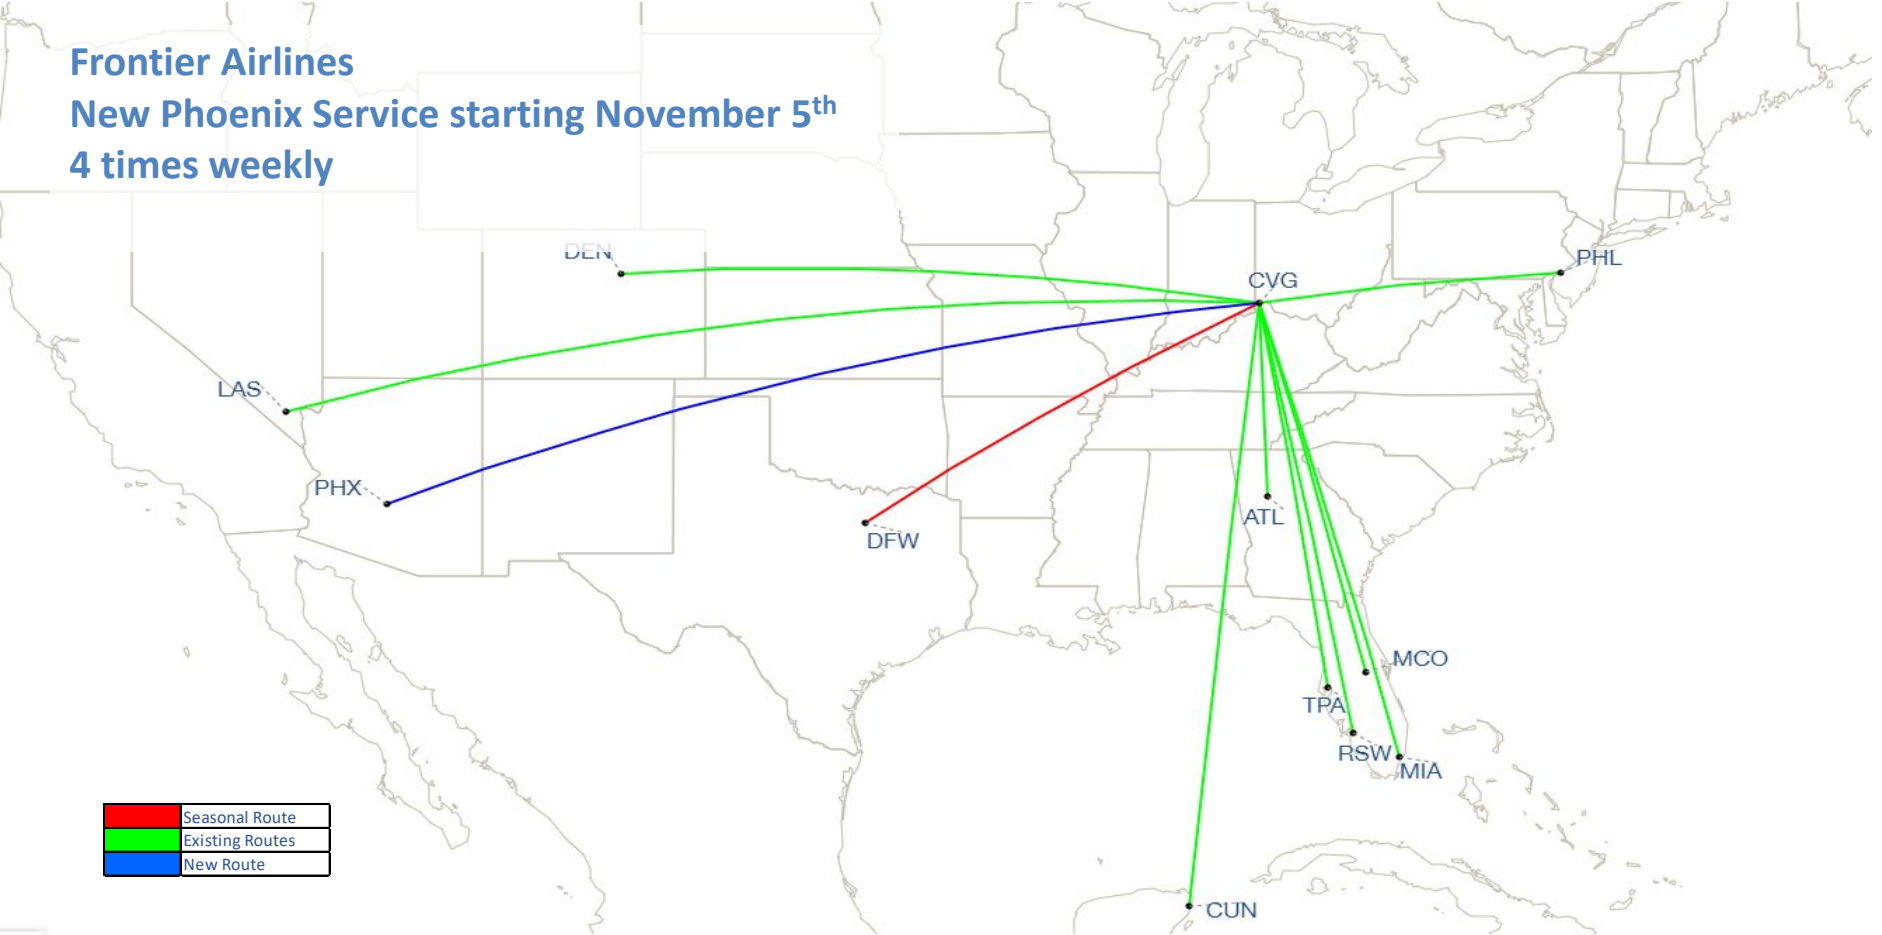 Frontier Airlines
New Phoenix Service starting November 5th
4 times weekly
DEN
CVG
PHL
LAS
PHX
DFW
ATL
MCO
TPA
RSW
MIA
CUN
Seasonal Route
Existing Routes
New Route